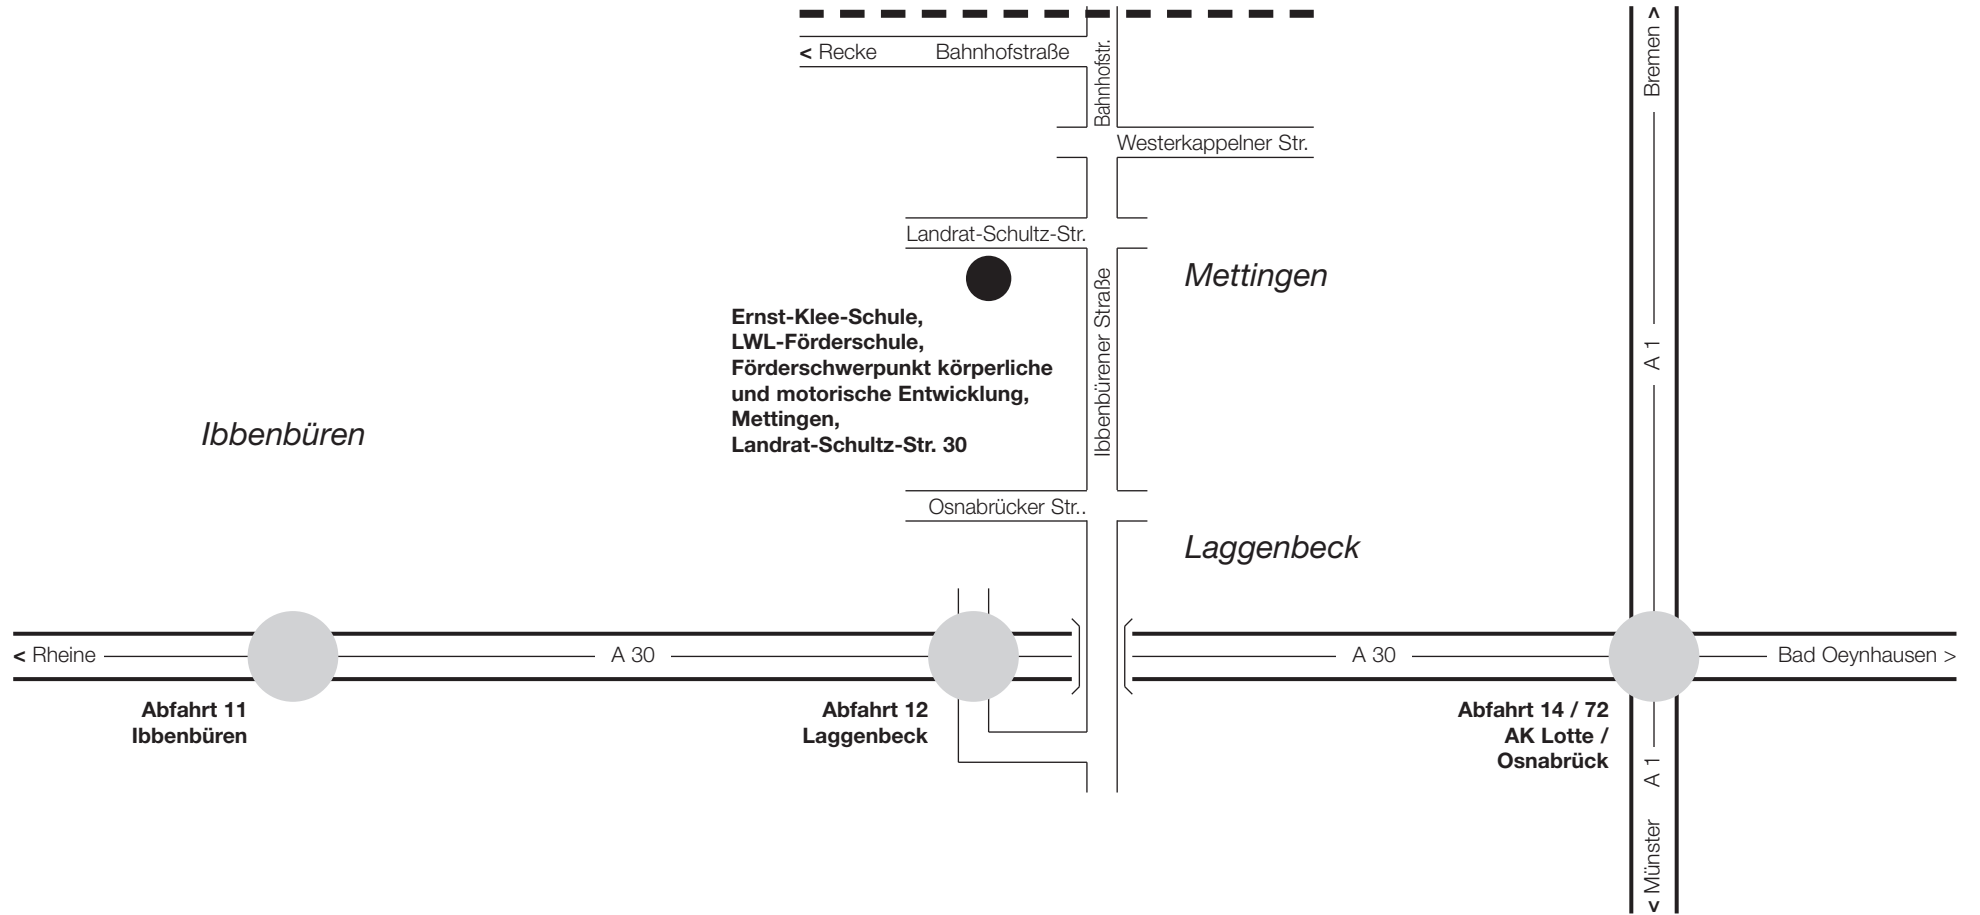 < Recke Bahnhofstraße
Bahnhofstr.
Bremen >
Westerkappelner Str.
Landrat-Schultz-Str.
Mettingen
Ibbenbürener Straße
Ernst-Klee-Schule,
LWL-Förderschule,
Förderschwerpunkt körperliche
und motorische Entwicklung,
Mettingen,
Landrat-Schultz-Str. 30
A 1
Ibbenbüren
Osnabrücker Str..
Laggenbeck
< Rheine
A 30
A 30
Bad Oeynhausen >
Abfahrt 11
Ibbenbüren
Abfahrt 12
Laggenbeck
Abfahrt 14 / 72
AK Lotte /
Osnabrück
A 1
< Münster